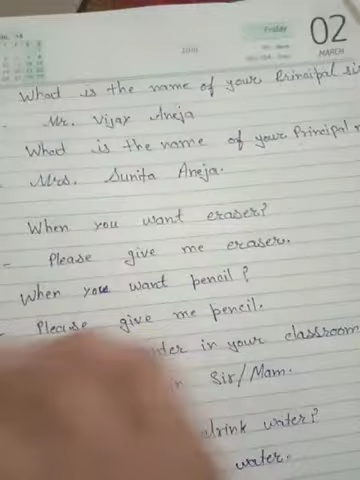 Friday
02
MARCH
What is the name of your Principal sir
Mr. Vijay Aneja
What is the name of your Principal
Mrs. Sunita Aneja.
When you want eraser?
- Please give me eraser.
When you want pencil?
- Please give me pencil.
in your classroom
Sir/Mam.
drink water?
water.